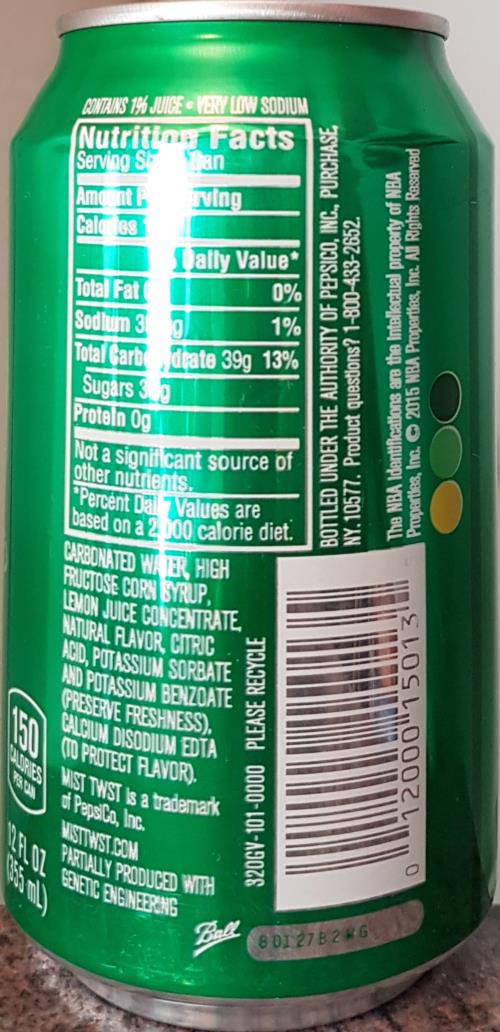 CONTAINS 1% JUICE • VERY LOW SODIUM
Nutrition Facts
Serving Can
Amount Serving
Calories
Daily Value*
Total Fat 0%
Sodium 1%
Total Carbohydrate 39g 13%
Sugars
Protein 0g
Not a significant source of
other nutrients.
*Percent Daily Values are
based on a 2,000 calorie diet.
CARBONATED WATER, HIGH
FRUCTOSE CORN SYRUP,
LEMON JUICE CONCENTRATE,
NATURAL FLAVOR, CITRIC
ACID, POTASSIUM SORBATE
AND POTASSIUM BENZOATE
(PRESERVE FRESHNESS),
CALCIUM DISODIUM EDTA
(TO PROTECT FLAVOR).
MIST TWST is a trademark
of PepsiCo, Inc.
MISTTWST.COM
PARTIALLY PRODUCED WITH
GENETIC ENGINEERING
150
CALORIES
PER CAN
12 FL OZ
(355 mL)
BOTTLED UNDER THE AUTHORITY OF PEPSICO, INC., PURCHASE,
NY. 10577. Product questions? 1-800-433-2652.
The NBA identifications are the intellectual property of NBA
Properties, Inc. © 2015 NBA Properties, Inc. All Rights Reserved
320GV-101-0000 PLEASE RECYCLE
0 12000 15013 5
Ball